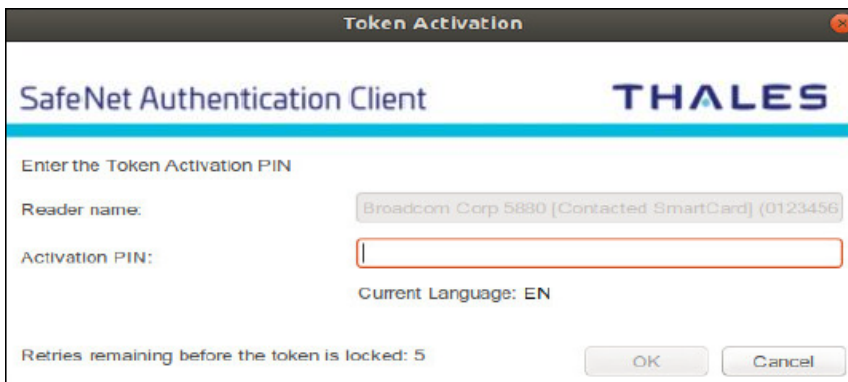 Token Activation
SafeNet Authentication Client THALES
Enter the Token Activation PIN
Reader name: Broadcom Corp 5880 [Contacted SmartCard] (0123456
Activation PIN:
Current Language: EN
Retries remaining before the token is locked: 5 OK Cancel